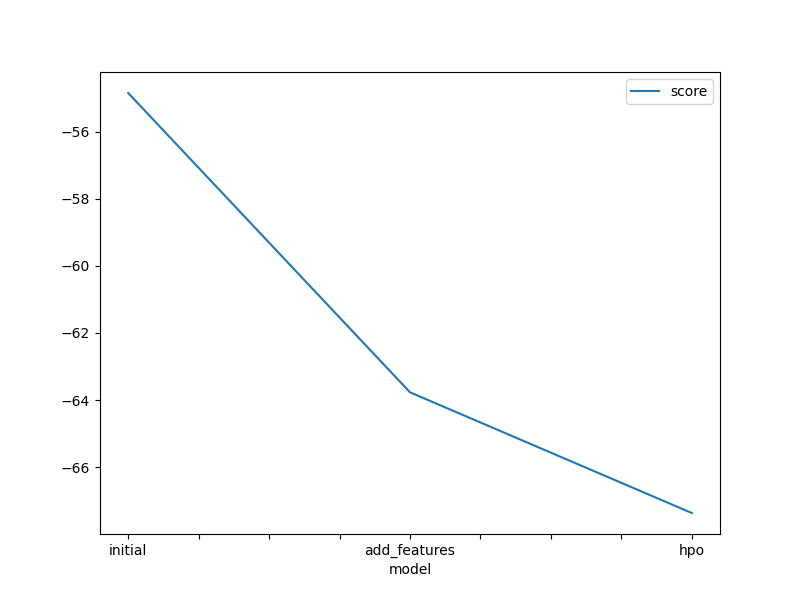 score
−56
−58
−60
−62
−64
−66
initial
add_features
hpo
model